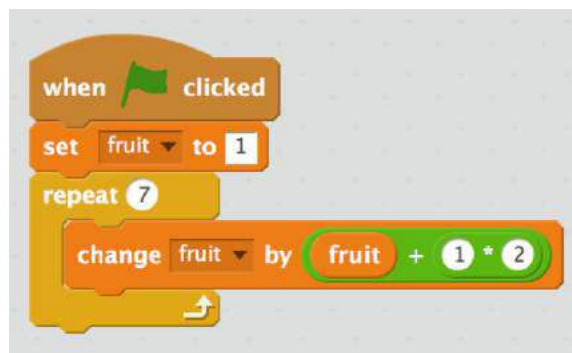 when clicked
set fruit to 1
repeat 7
change fruit by fruit + 1 * 2